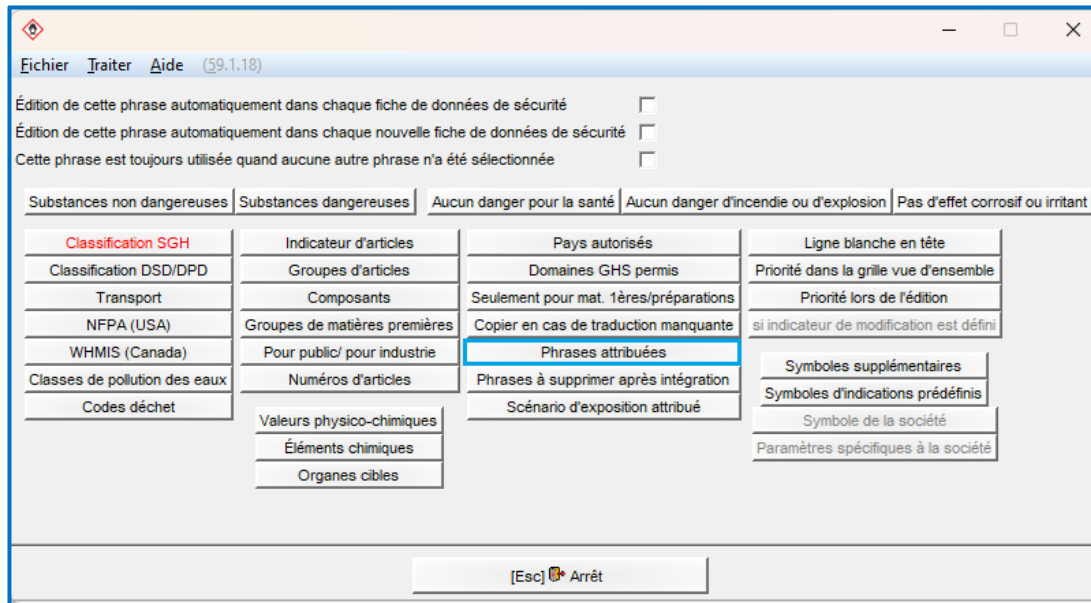 Fichier Traiter Aide (59.1.18)
Édition de cette phrase automatiquement dans chaque fiche de données de sécurité
Édition de cette phrase automatiquement dans chaque nouvelle fiche de données de sécurité
Cette phrase est toujours utilisée quand aucune autre phrase n'a été sélectionnée
Substances non dangereuses Substances dangereuses Aucun danger pour la santé Aucun danger d'incendie ou d'explosion Pas d'effet corrosif ou irritant
Classification SGH
Classification DSD/DPD
Transport
NFPA (USA)
WHMIS (Canada)
Classes de pollution des eaux
Codes déchet
Indicateur d'articles
Groupes d'articles
Composants
Groupes de matières premières
Pour public/ pour industrie
Numéros d'articles
Valeurs physico-chimiques
Éléments chimiques
Organes cibles
Pays autorisés
Domaines GHS permis
Seulement pour mat. 1ères/préparations
Copier en cas de traduction manquante
Phrases attribuées
Phrases à supprimer après intégration
Scénario d'exposition attribué
Ligne blanche en tête
Priorité dans la grille vue d'ensemble
Priorité lors de l'édition
si indicateur de modification est défini
Symboles supplémentaires
Symboles d'indications prédéfinis
Symbole de la société
Paramètres spécifiques à la société
[Esc] Arrêt